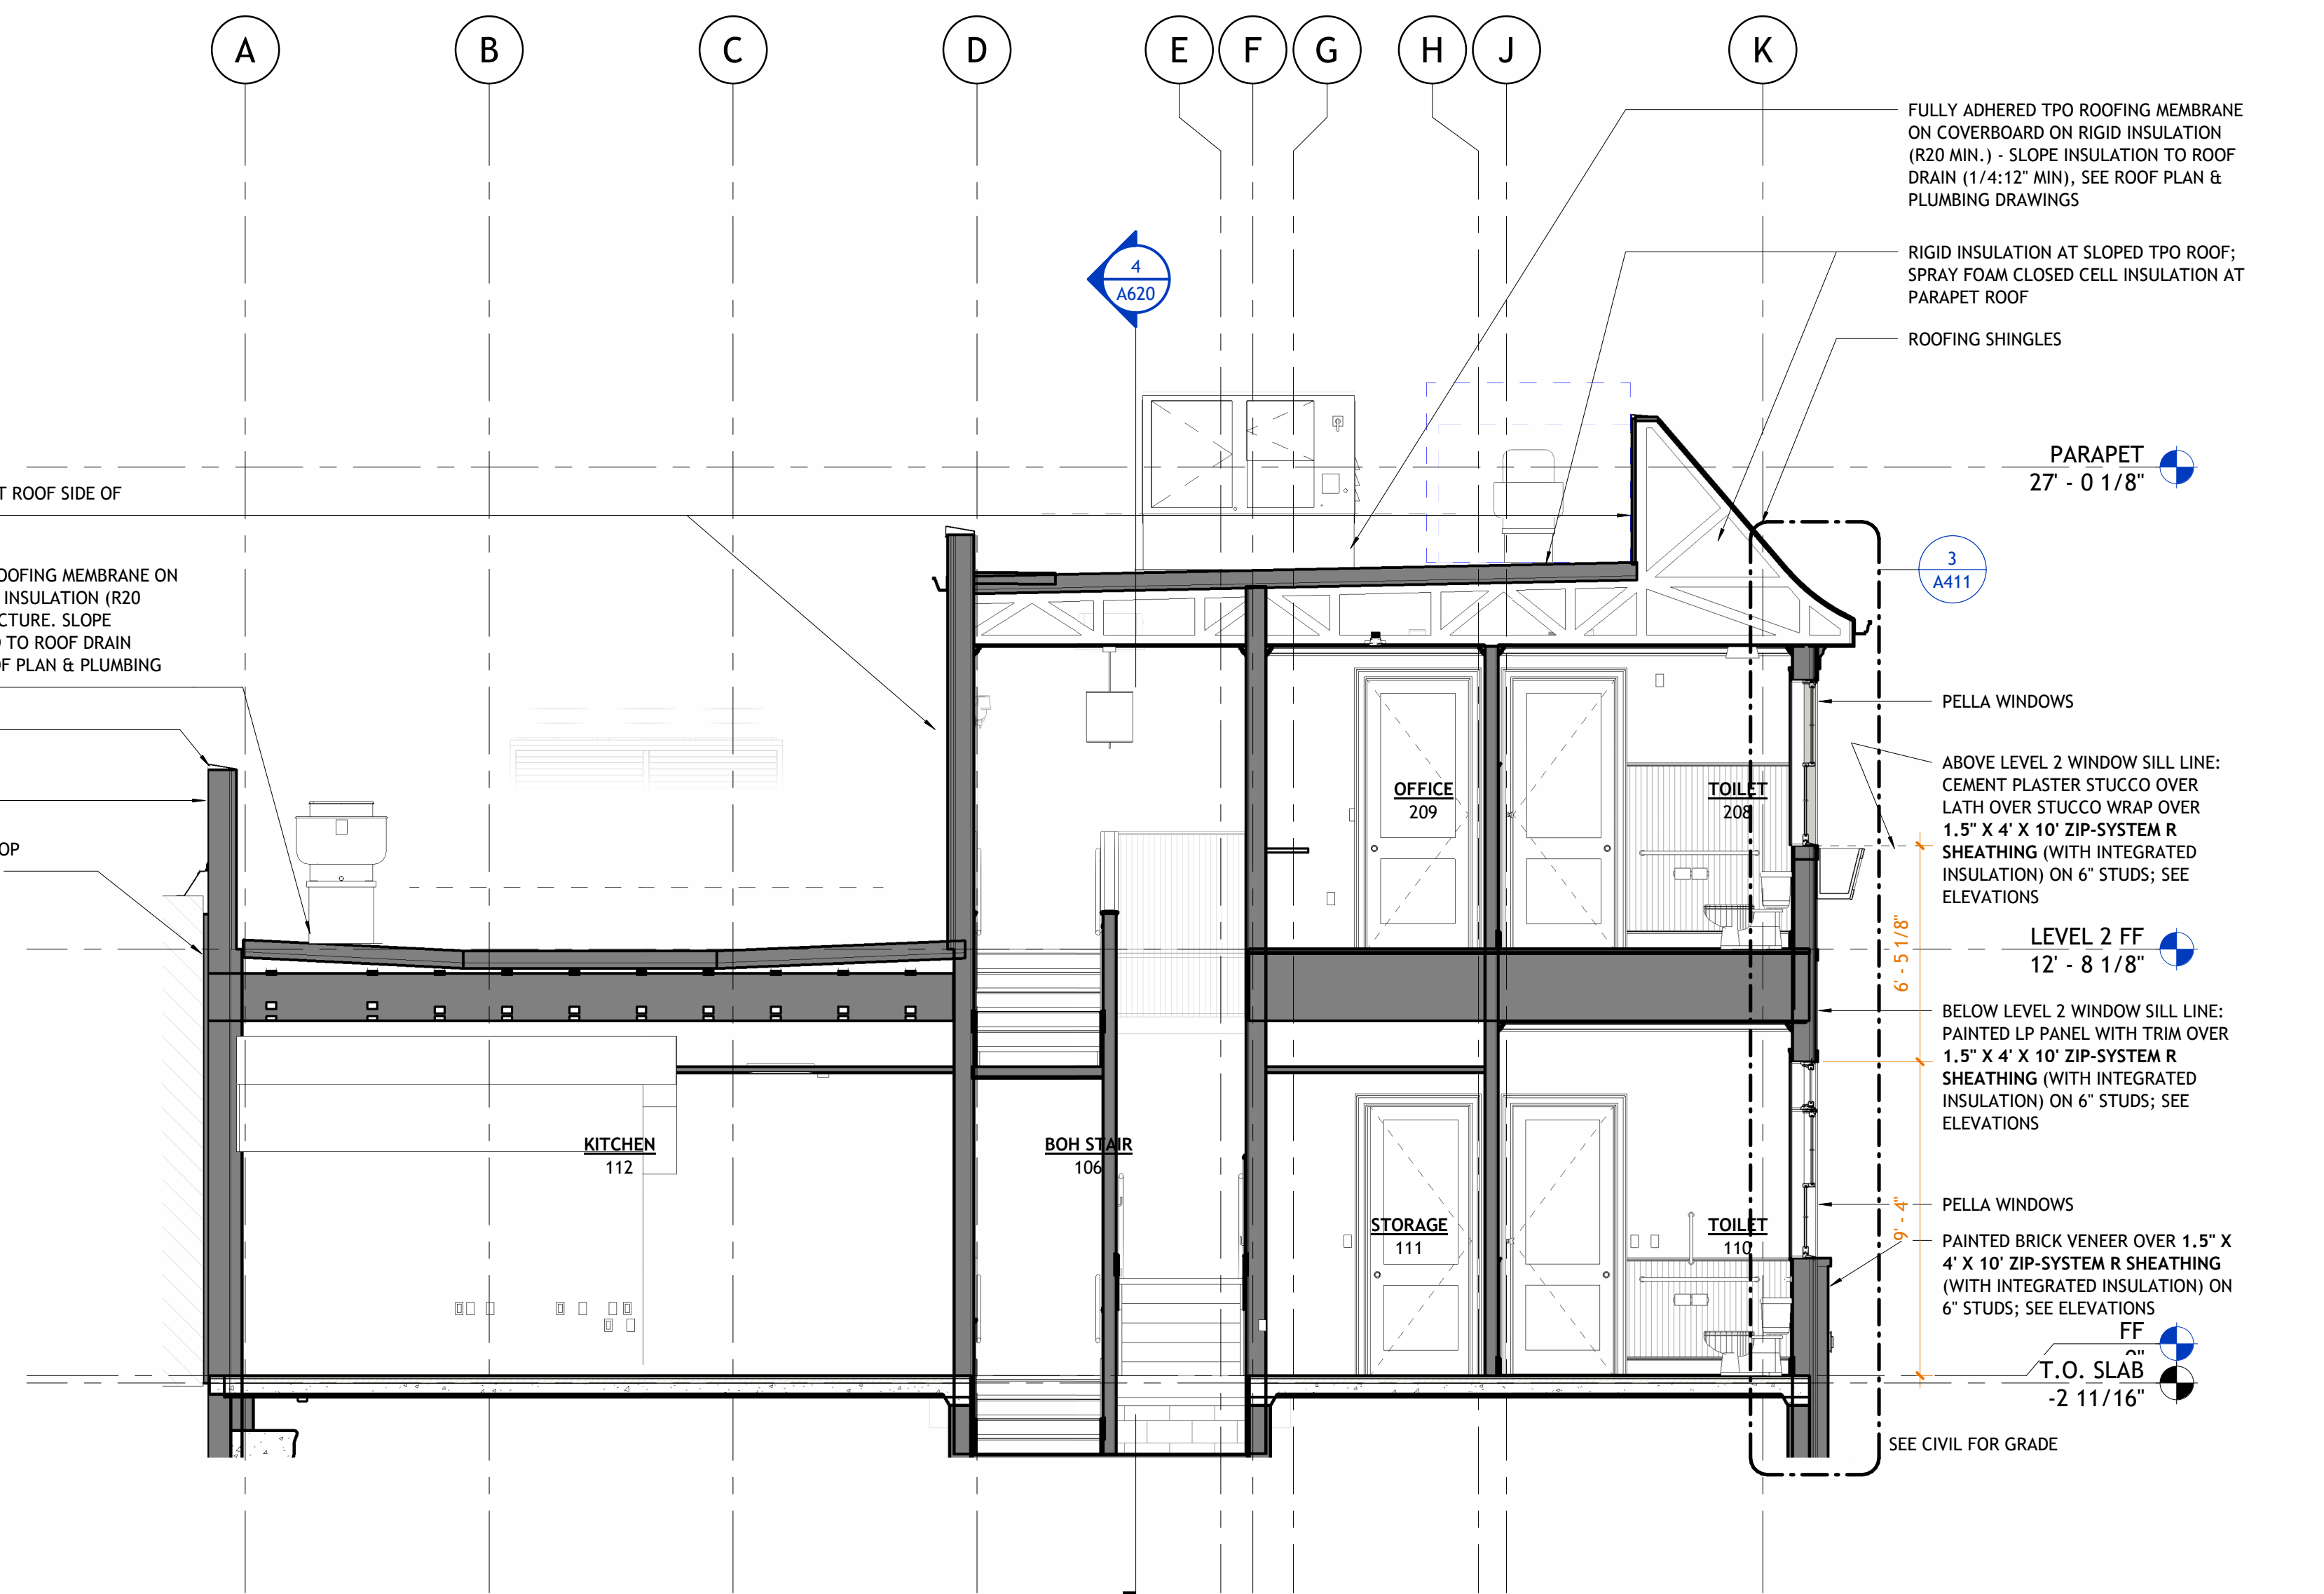 A
B
C
D
E
F
G
H
J
K
FULLY ADHERED TPO ROOFING MEMBRANE
ON COVERBOARD ON RIGID INSULATION
(R20 MIN.) - SLOPE INSULATION TO ROOF
DRAIN (1/4:12" MIN), SEE ROOF PLAN &
PLUMBING DRAWINGS
RIGID INSULATION AT SLOPED TPO ROOF;
SPRAY FOAM CLOSED CELL INSULATION AT
PARAPET ROOF
ROOFING SHINGLES
4
A620
PARAPET
27' - 0 1/8"
T ROOF SIDE OF
3
A411
OOFING MEMBRANE ON
INSULATION (R20
CTURE. SLOPE
TO ROOF DRAIN
OF PLAN & PLUMBING
PELLA WINDOWS
ABOVE LEVEL 2 WINDOW SILL LINE:
CEMENT PLASTER STUCCO OVER
LATH OVER STUCCO WRAP OVER
1.5" X 4' X 10' ZIP-SYSTEM R
SHEATHING (WITH INTEGRATED
INSULATION) ON 6" STUDS; SEE
ELEVATIONS
OFFICE
209
TOILET
208
OP
6' - 5 1/8"
LEVEL 2 FF
12' - 8 1/8"
BELOW LEVEL 2 WINDOW SILL LINE:
PAINTED LP PANEL WITH TRIM OVER
1.5" X 4' X 10' ZIP-SYSTEM R
SHEATHING (WITH INTEGRATED
INSULATION) ON 6" STUDS; SEE
ELEVATIONS
KITCHEN
112
BOH STAIR
106
STORAGE
111
TOILET
110
9' - 4"
PELLA WINDOWS
PAINTED BRICK VENEER OVER 1.5" X
4' X 10' ZIP-SYSTEM R SHEATHING
(WITH INTEGRATED INSULATION) ON
6" STUDS; SEE ELEVATIONS
FF
T.O. SLAB
-2 11/16"
SEE CIVIL FOR GRADE